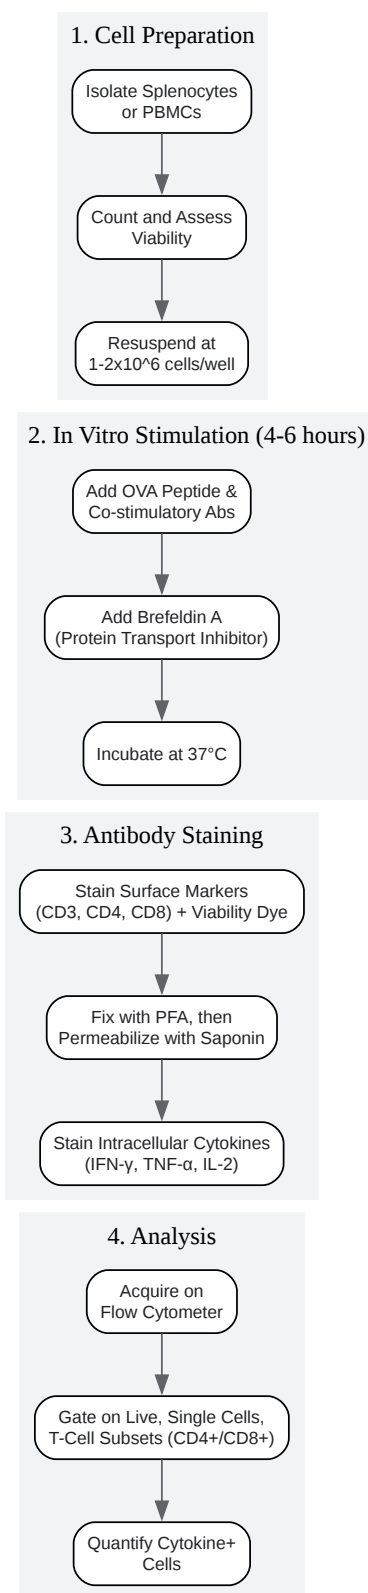 1. Cell Preparation
Isolate Splenocytes
or PBMCs
Count and Assess
Viability
Resuspend at
1-2x10^6 cells/well
2. In Vitro Stimulation (4-6 hours)
Add OVA Peptide &
Co-stimulatory Abs
Add Brefeldin A
(Protein Transport Inhibitor)
Incubate at 37°C
3. Antibody Staining
Stain Surface Markers
(CD3, CD4, CD8) + Viability Dye
Fix with PFA, then
Permeabilize with Saponin
Stain Intracellular Cytokines
(IFN-γ, TNF-α, IL-2)
4. Analysis
Acquire on
Flow Cytometer
Gate on Live, Single Cells,
T-Cell Subsets (CD4+/CD8+)
Quantify Cytokine+
Cells